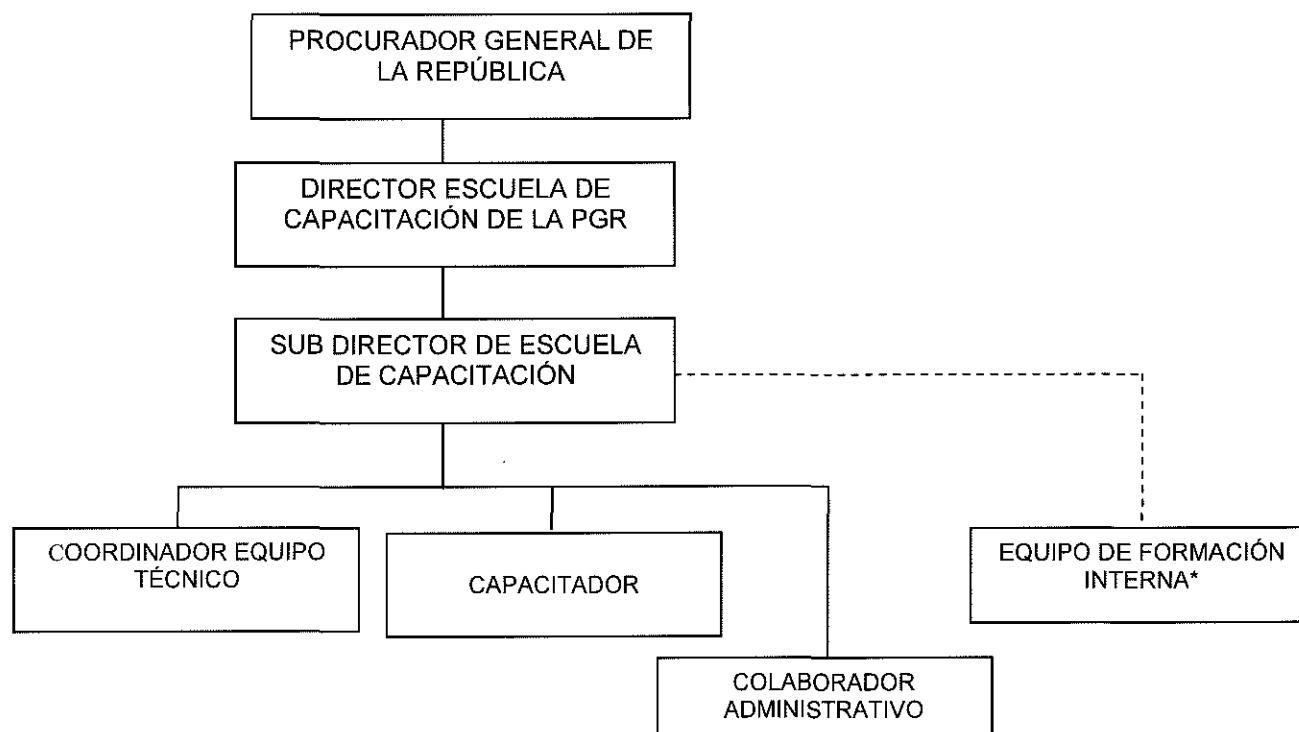 PROCURADOR GENERAL DE
LA REPÚBLICA
DIRECTOR ESCUELA DE
CAPACITACIÓN DE LA PGR
SUB DIRECTOR DE ESCUELA
DE CAPACITACIÓN
COORDINADOR EQUIPO
TÉCNICO
CAPACITADOR
EQUIPO DE FORMACIÓN
INTERNA*
COLABORADOR
ADMINISTRATIVO